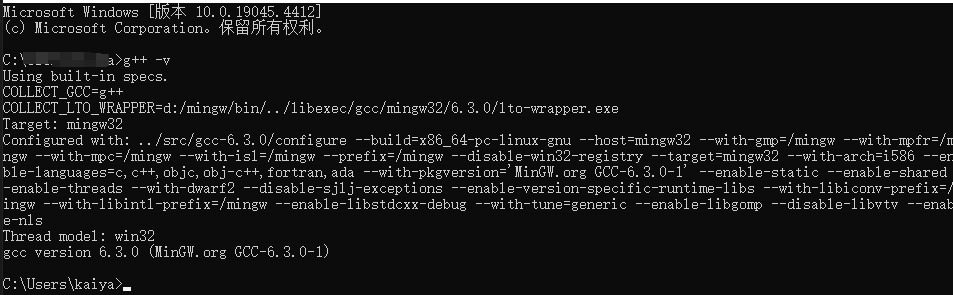 Microsoft Windows [版本 10.0.19045.4412]
(c) Microsoft Corporation。保留所有权利。
C:\a>g++ -v
Using built-in specs.
COLLECT_GCC=g++
COLLECT_LTO_WRAPPER=d:/mingw/bin/../libexec/gcc/mingw32/6.3.0/lto-wrapper.exe
Target: mingw32
Configured with: ../src/gcc-6.3.0/configure --build=x86_64-pc-linux-gnu --host=mingw32 --with-gmp=/mingw --with-mpfr=/m
ngw --with-mpc=/mingw --with-isl=/mingw --prefix=/mingw --disable-win32-registry --target=mingw32 --with-arch=i586 --en
ble-languages=c,c++,objc,obj-c++,fortran,ada --with-pkgversion='MinGW.org GCC-6.3.0-1' --enable-static --enable-shared
-enable-threads --with-dwarf2 --disable-sjlj-exceptions --enable-version-specific-runtime-libs --with-libiconv-prefix=/
ingw --with-libintl-prefix=/mingw --enable-libstdcxx-debug --with-tune=generic --enable-libgomp --disable-libvtv --enab
e-nls
Thread model: win32
gcc version 6.3.0 (MinGW.org GCC-6.3.0-1)
C:\Users\kaiya>